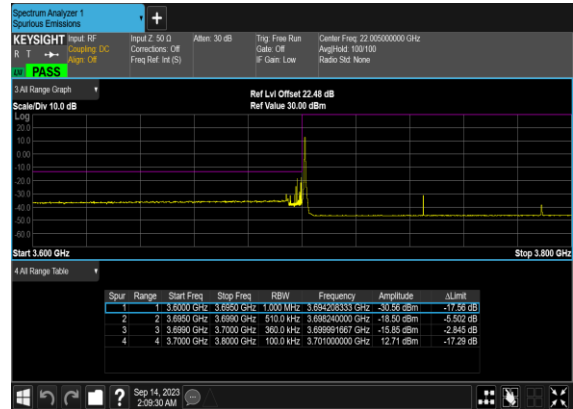 Spectrum Analyzer 1
Spurious Emissions
+
KEYSIGHT Input: RF Input Z: 50 Ω Atten: 30 dB Trig: Free Run Center Freq: 22.005000000 GHz
R T Coupling: DC Corrections: Off Gate: Off Avg|Hold: 100/100
Align: Off Freq Ref: Int (S) IF Gain: Low Radio Std: None
LW PASS
3 All Range Graph
Ref Lvl Offset 22.48 dB
Scale/Div 10.0 dB Ref Value 30.00 dBm
Log
20.0
10.0
0.00
-10.0
-20.0
-30.0
-40.0
-50.0
-60.0
Start 3.600 GHz Stop 3.800 GHz
4 All Range Table
Spur Range Start Freq Stop Freq RBW Frequency Amplitude ΔLimit
1 1 3.6000 GHz 3.6950 GHz 1.000 MHz 3.694208333 GHz -30.56 dBm -17.56 dB
2 2 3.6950 GHz 3.6990 GHz 510.0 kHz 3.698240000 GHz -18.50 dBm -5.502 dB
3 3 3.6990 GHz 3.7000 GHz 360.0 kHz 3.699991667 GHz -15.85 dBm -2.845 dB
4 4 3.7000 GHz 3.8000 GHz 100.0 kHz 3.701000000 GHz 12.71 dBm -17.29 dB
? Sep 14, 2023
2:09:30 AM